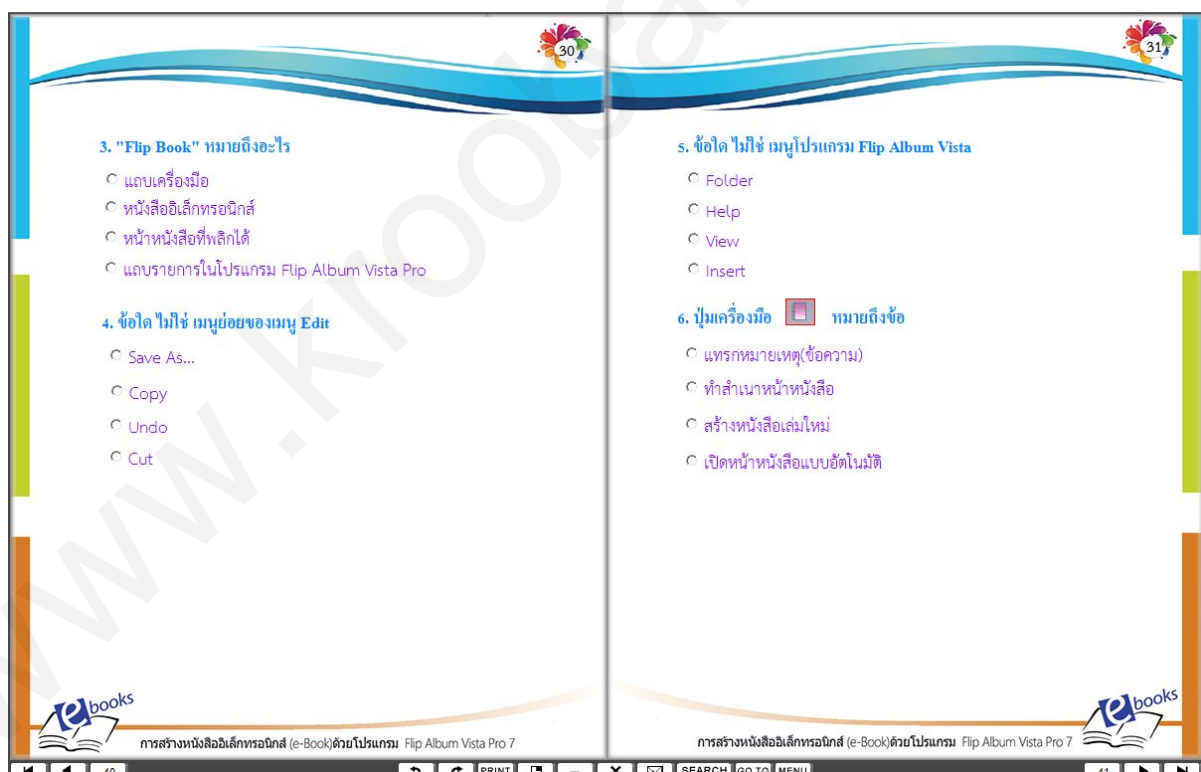 30
3. "Flip Book" หมายถึงอะไร
แถบเครื่องมือ
หนังสืออิเล็กทรอนิกส์
หน้าหนังสือที่พลิกได้
แถบรายการในโปรแกรม Flip Album Vista Pro
4. ข้อใด ไม่ใช่ เมนูย่อยของเมนู Edit
Save As...
Copy
Undo
Cut
ebooks
การสร้างหนังสืออิเล็กทรอนิกส์ (e-Book)ด้วยโปรแกรม Flip Album Vista Pro 7
31
5. ข้อใด ไม่ใช่ เมนูโปรแกรม Flip Album Vista
Folder
Help
View
Insert
6. ปุ่มเครื่องมือ หมายถึงข้อ
แทรกหมายเหตุ(ข้อความ)
ทำสำเนาหน้าหนังสือ
สร้างหนังสือเล่มใหม่
เปิดหน้าหนังสือแบบอัตโนมัติ
ebooks
การสร้างหนังสืออิเล็กทรอนิกส์ (e-Book)ด้วยโปรแกรม Flip Album Vista Pro 7
www.krooba
40 PRINT SEARCH GO TO MENU 41